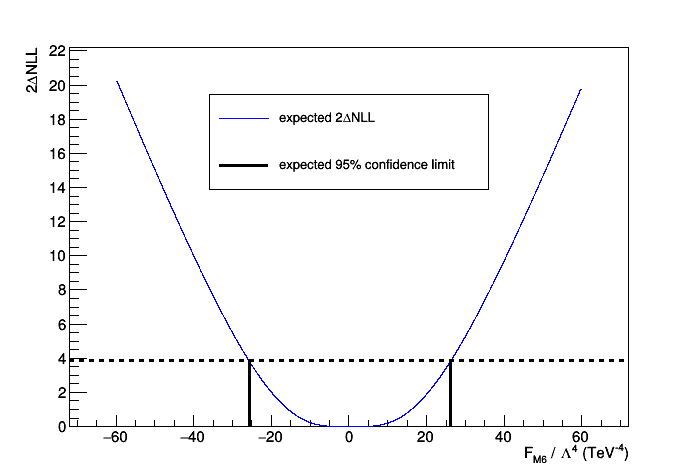 2ΔNLL
22
20
18
16
14
12
10
8
6
4
2
0
expected 2ΔNLL
expected 95% confidence limit
−60 −40 −20 0 20 40 60
F_M6 / Λ^4 (TeV^-4)